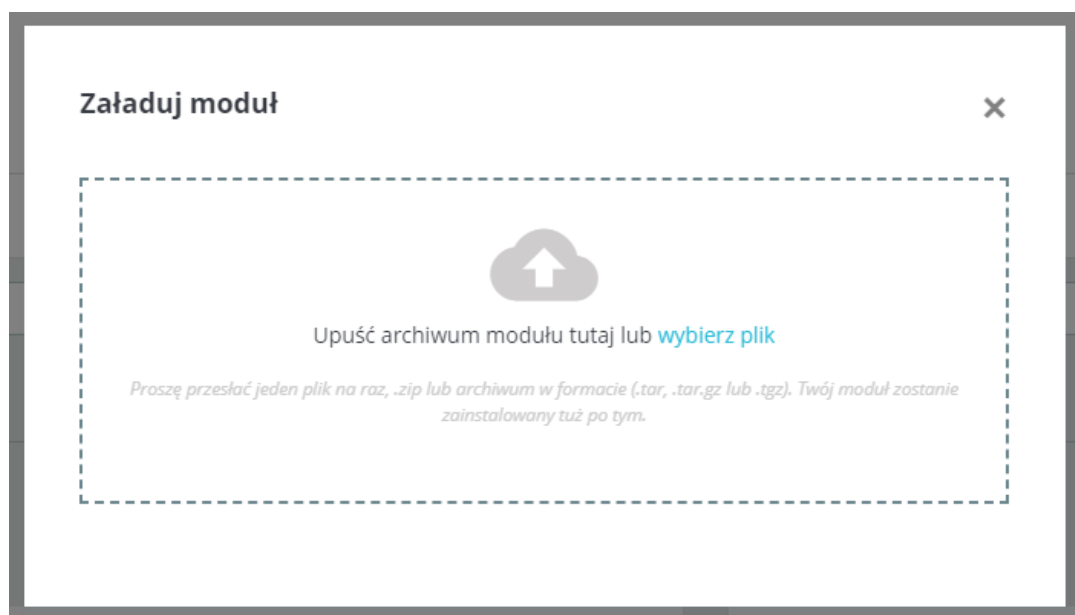 Załaduj moduł
Upuść archiwum modułu tutaj lub wybierz plik
Proszę przesłać jeden plik na raz, .zip lub archiwum w formacie (.tar, .tar.gz lub .tgz). Twój moduł zostanie
zainstalowany tuż po tym.